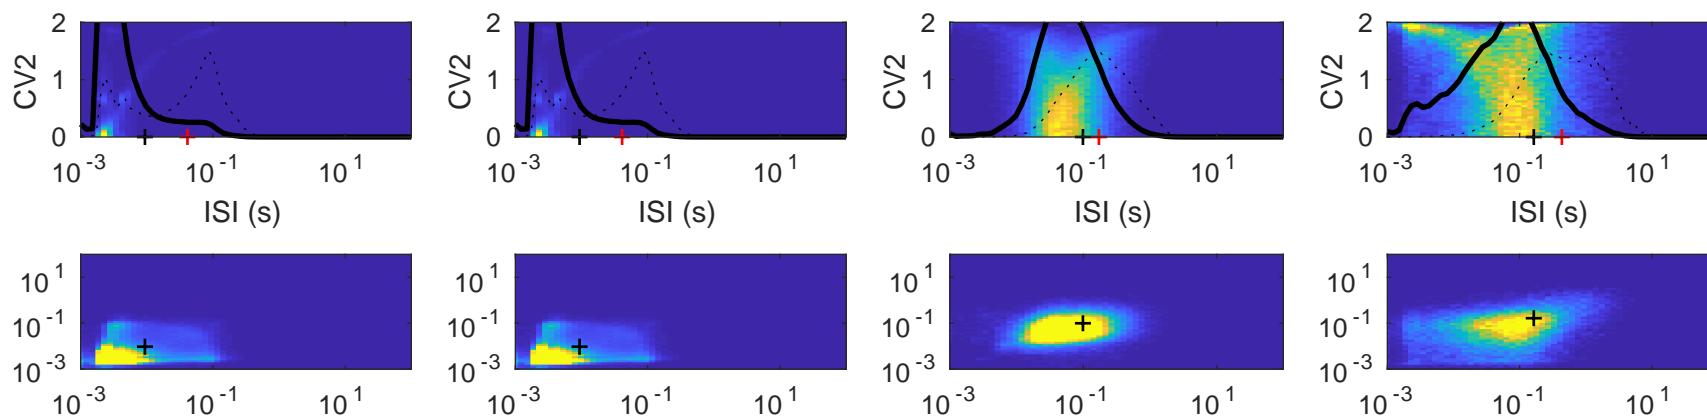 2 2 2 2
CV2 CV2 CV2 CV2
1 1 1 1
0 0 0 0
10^-3 10^-1 10^1 10^-3 10^-1 10^1 10^-3 10^-1 10^1 10^-3 10^-1 10^1
ISI (s) ISI (s) ISI (s) ISI (s)
10^1 10^1 10^1 10^1
10^-1 10^-1 10^-1 10^-1
10^-3 10^-3 10^-3 10^-3
10^-3 10^-1 10^1 10^-3 10^-1 10^1 10^-3 10^-1 10^1 10^-3 10^-1 10^1